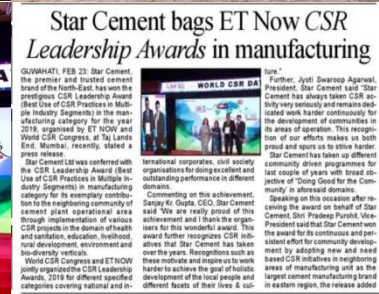 Star Cement bags ET Now CSR
Leadership Awards in manufacturing
GUWAHATI, FEB 23: Star Cement,
the premier and trusted cement
brand of the North-East, has won the
prestigious CSR Leadership Award
(Best Use of CSR Practices in Multi-
ple Industry Segments) in the man-
ufacturing category for the year
2019, organised by ET NOW and
World CSR Congress, at Taj Lands
End, Mumbai, recently, stated a
press release.
Star Cement Ltd was conferred with
the CSR Leadership Award (Best
Use of CSR Practices in Multiple In-
dustry Segments) in manufacturing
category for its exemplary contribu-
tion to the neighboring community of
cement plant operational area
through implementation of various
CSR projects in the domain of health
and sanitation, education, livelihood,
rural development, environment and
bio-diversity verticals.
World CSR Congress and ET NOW
jointly organized the CSR Leadership
Awards, 2019 for different specified
categories covering national and in-
WORLD CSR DAY
ternational corporates, civil society
organisations for doing excellent and
outstanding performance in different
domains.
Commenting on this achievement,
Sanjay Kr. Gupta, CEO, Star Cement
said 'We are really proud of this
achievement and I thank the organ-
isers for this wonderful award. This
award further recognizes CSR initi-
atives that Star Cement has taken
over the years. Recognitions such as
these motivate and inspire us to work
harder to achieve the goal of holistic
development of the local people and
different facets of their lives & cul-
ture."
Further, Jyoti Swaroop Agarwal,
President, Star Cement said "Star
Cement has always taken CSR ac-
tivity very seriously and remains ded-
icated work harder continuously for
the development of communities in
its areas of operation. This recogni-
tion of our efforts makes us both
proud and spurs us to strive harder.
Star Cement has taken up different
community driven programmes for
last couple of years with broad ob-
jective of 'Doing Good for the Com-
munity' in aforesaid domains.
Speaking on this occasion after re-
ceiving the award on behalf of Star
Cement, Shri Pradeep Purohit, Vice-
President said that Star Cement won
the award for its continuous and per-
sistent effort for community develop-
ment by adopting new and need
based CSR initiatives in neighboring
areas of manufacturing unit as the
largest cement manufacturing brand
in eastern region, the release added